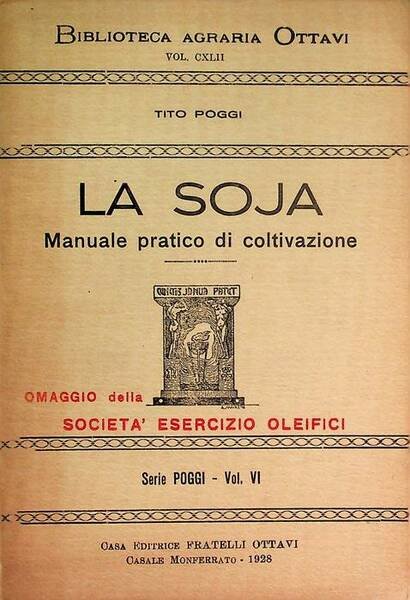 BIBLIOTECA AGRARIA OTTAVI
VOL. CXLII
TITO POGGI
LA SOJA
Manuale pratico di coltivazione
OMAGGIO della
SOCIETA' ESERCIZIO OLEIFICI
Serie POGGI - Vol. VI
CASA EDITRICE FRATELLI OTTAVI
CASALE MONFERRATO - 1928